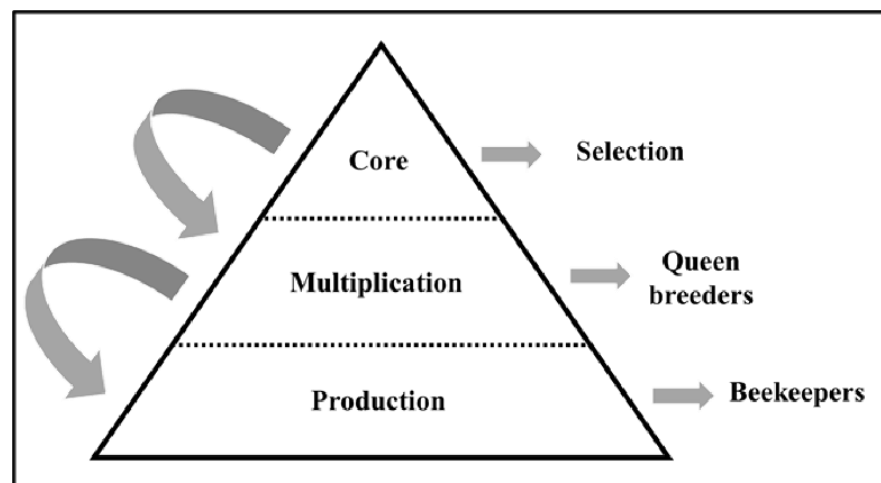 Core
Selection
Multiplication
Queen
breeders
Production
Beekeepers